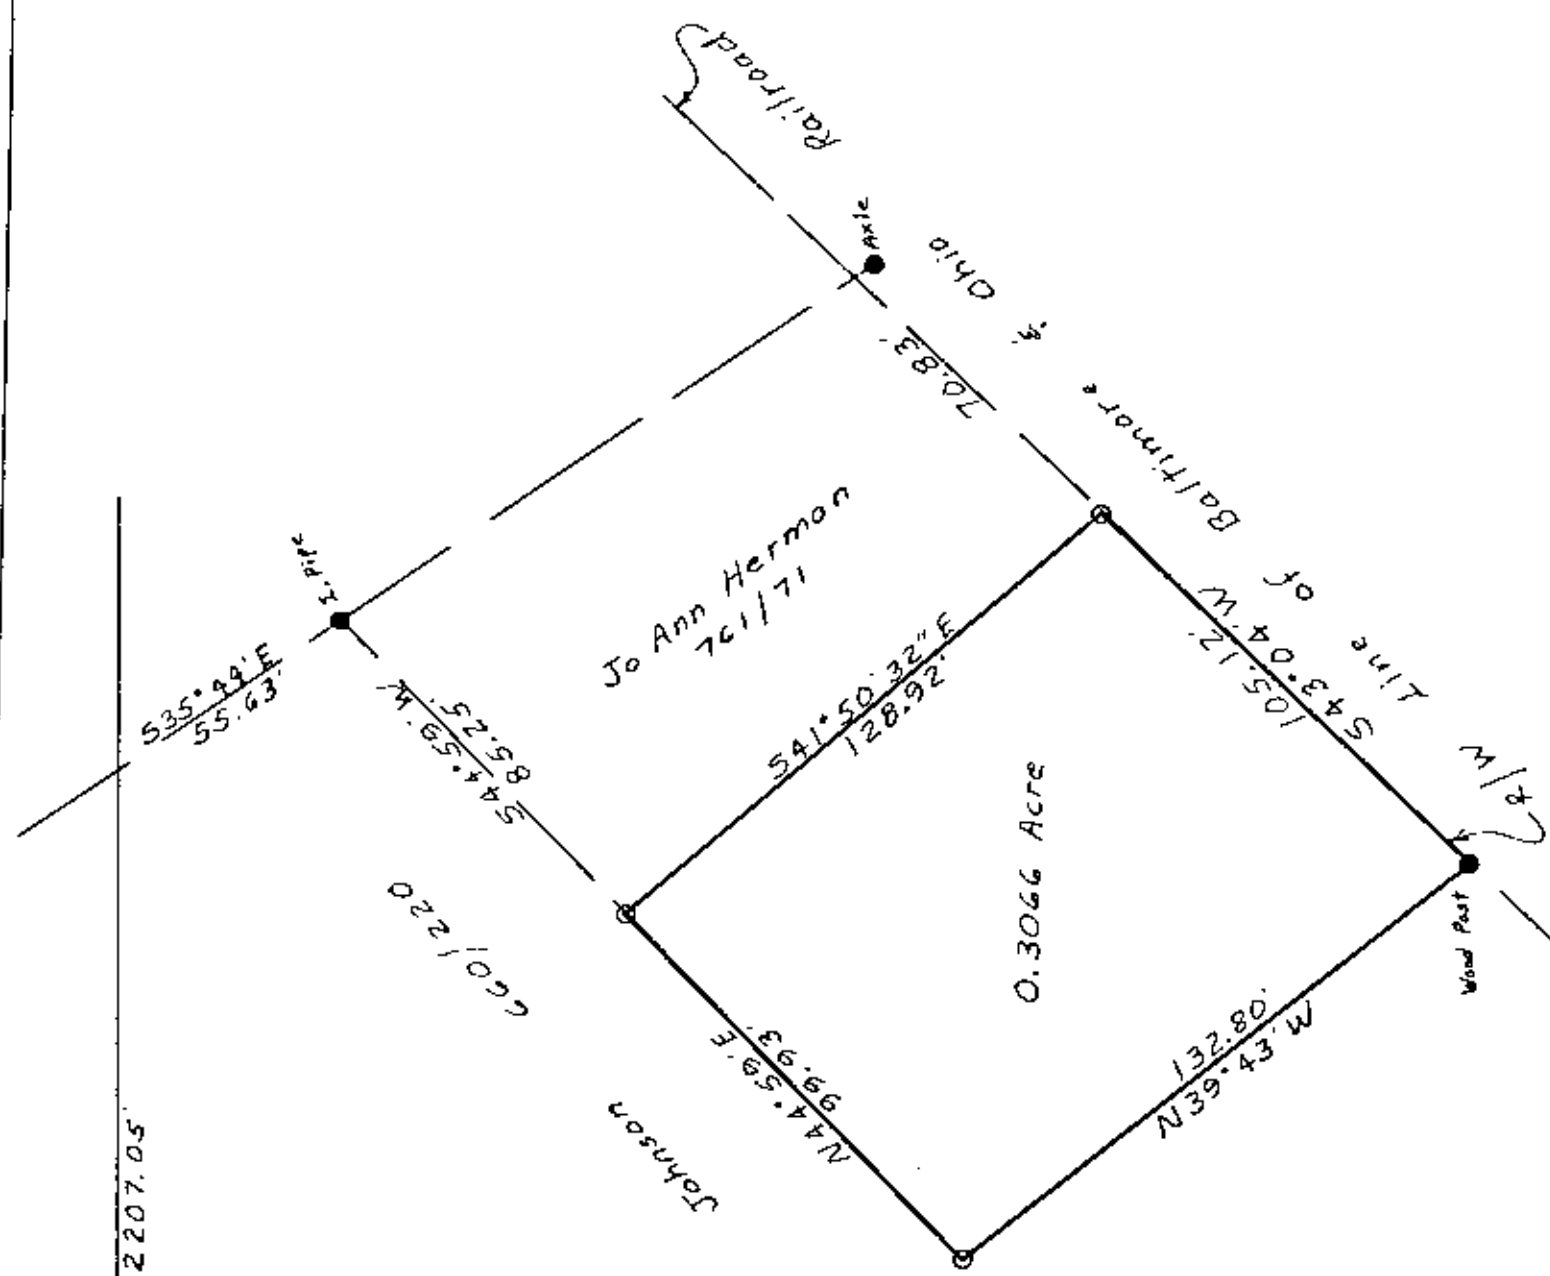 Railroad
Axle
Ohio
&
Baltimore
of
Line
R/W
70.83'
I. Pipe
S35°44'E
55.63'
S44°59'W
85.25'
Jo Ann Hermon
761/71
S41°50'32"E
128.92'
105.12'
S43°04'W
0.3066 Acre
660/220
Johnson
N44°59'E
99.93'
132.80'
N39°43'W
Wood Post
2207.05'